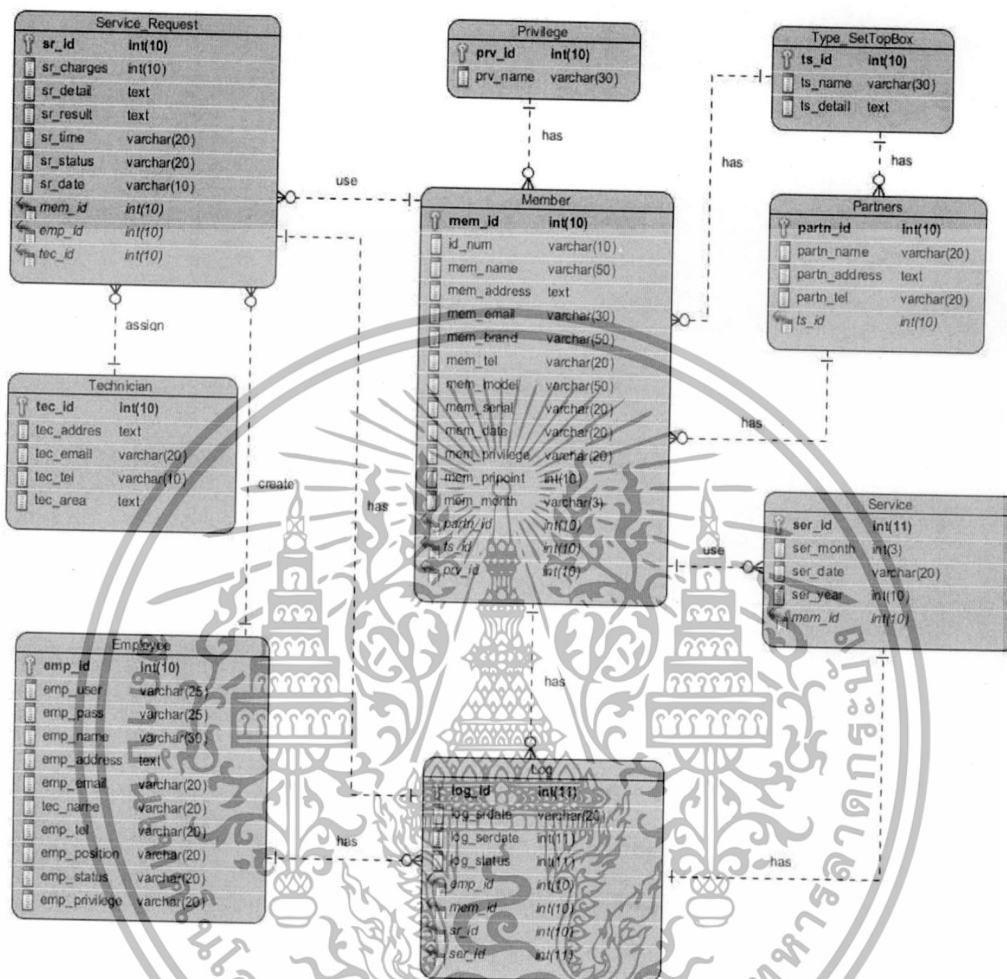 Service_Request
sr_id int(10)
sr_charges int(10)
sr_detail text
sr_result text
sr_time varchar(20)
sr_status varchar(20)
sr_date varchar(10)
mem_id int(10)
emp_id int(10)
tec_id int(10)
Privilege
prv_id int(10)
prv_name varchar(30)
Type_SetTopBox
ts_id int(10)
ts_name varchar(30)
ts_detail text
has
has
has
use
Member
mem_id int(10)
id_num varchar(10)
mem_name varchar(50)
mem_address text
mem_email varchar(30)
mem_brand varchar(50)
mem_tel varchar(20)
mem_model varchar(50)
mem_serial varchar(20)
mem_date varchar(20)
mem_privilege varchar(20)
mem_pripoint int(10)
mem_month varchar(3)
partn_id int(10)
ts_id int(10)
prv_id int(10)
Partners
partn_id int(10)
partn_name varchar(20)
partn_address text
partn_tel varchar(20)
ts_id int(10)
assign
Technician
tec_id int(10)
tec_addres text
tec_email varchar(20)
tec_tel varchar(10)
tec_area text
has
create
has
use
Service
ser_id int(11)
ser_month int(3)
ser_date varchar(20)
ser_year int(10)
mem_id int(10)
Employee
emp_id int(10)
emp_user varchar(25)
emp_pass varchar(25)
emp_name varchar(30)
emp_address text
emp_email varchar(20)
tec_name varchar(20)
emp_tel varchar(20)
emp_position varchar(20)
emp_status varchar(20)
emp_privilege varchar(20)
has
has
has
Log
log_id int(11)
log_srdate varchar(20)
log_serdate int(11)
log_status int(11)
emp_id int(10)
mem_id int(10)
sr_id int(10)
ser_id int(11)